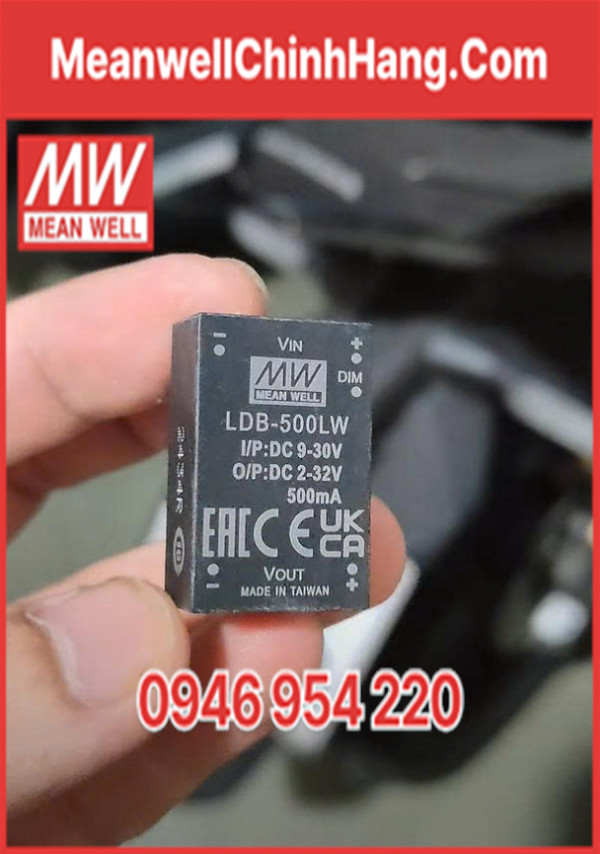 MeanwellChinhHang.Com
MW
MEAN WELL
− VIN +
MW
MEAN WELL
DIM
LDB-500LW
I/P:DC 9-30V
O/P:DC 2-32V
500mA
EAC CE UK CA
− VOUT +
MADE IN TAIWAN
0946 954 220